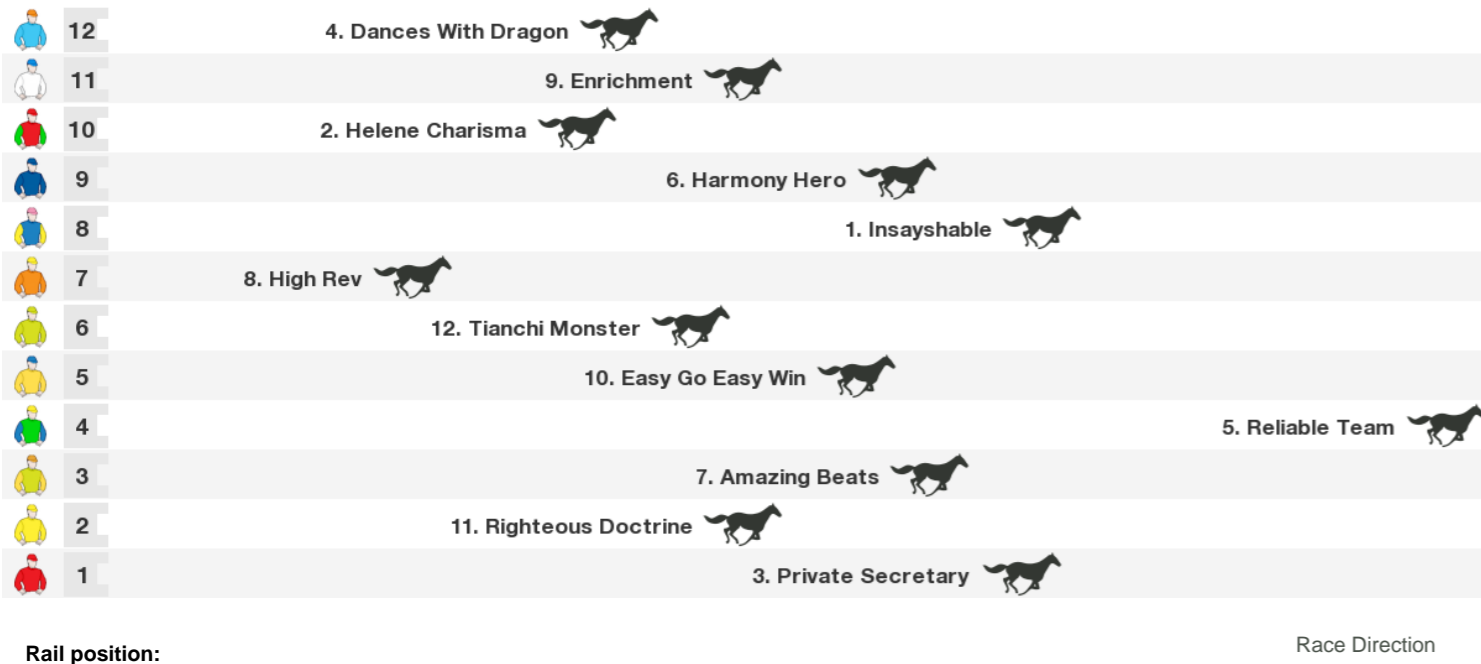 12 4. Dances With Dragon
11 9. Enrichment
10 2. Helene Charisma
9 6. Harmony Hero
8 1. Insayshable
7 8. High Rev
6 12. Tianchi Monster
5 10. Easy Go Easy Win
4 5. Reliable Team
3 7. Amazing Beats
2 11. Righteous Doctrine
1 3. Private Secretary
Race Direction
Rail position: